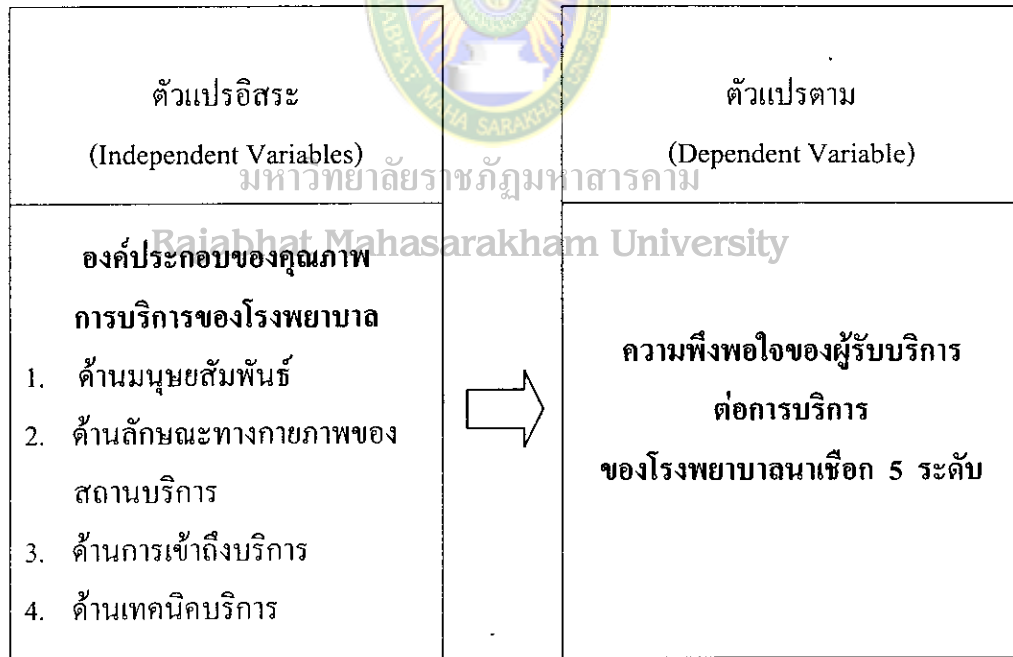 ตัวแปรอิสระ
(Independent Variables)
องค์ประกอบของคุณภาพ
การบริการของโรงพยาบาล
1. ด้านมนุษยสัมพันธ์
2. ด้านลักษณะทางกายภาพของ
สถานบริการ
3. ด้านการเข้าถึงบริการ
4. ด้านเทคนิคบริการ
ตัวแปรตาม
(Dependent Variable)
ความพึงพอใจของผู้รับบริการ
ต่อการบริการ
ของโรงพยาบาลนาเชือก 5 ระดับ
มหาวิทยาลัยราชภัฏมหาสารคาม
Rajabhat Mahasarakham University
MAHA SARAKHAM